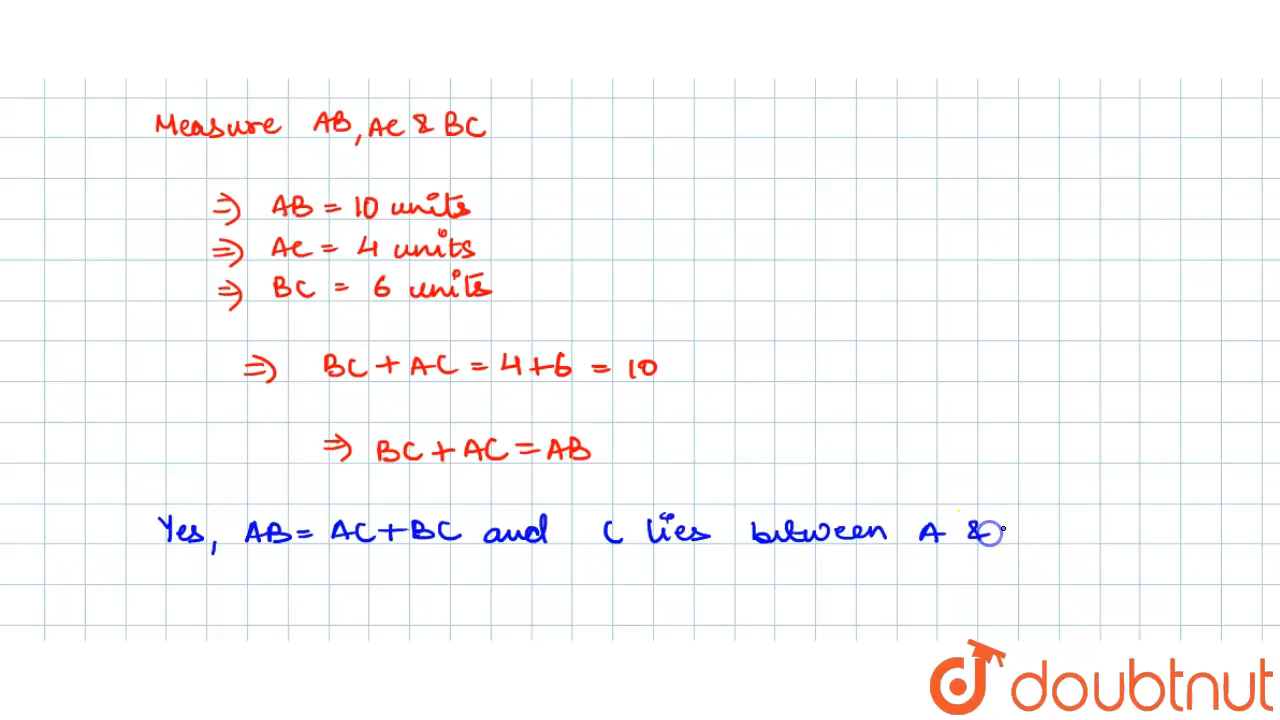 Measure AB, AC & BC
⇒ AB = 10 units
⇒ AC = 4 units
⇒ BC = 6 units
⇒ BC + AC = 4+6 = 10
⇒ BC + AC = AB
Yes, AB = AC+BC and C lies between A &
doubtnut